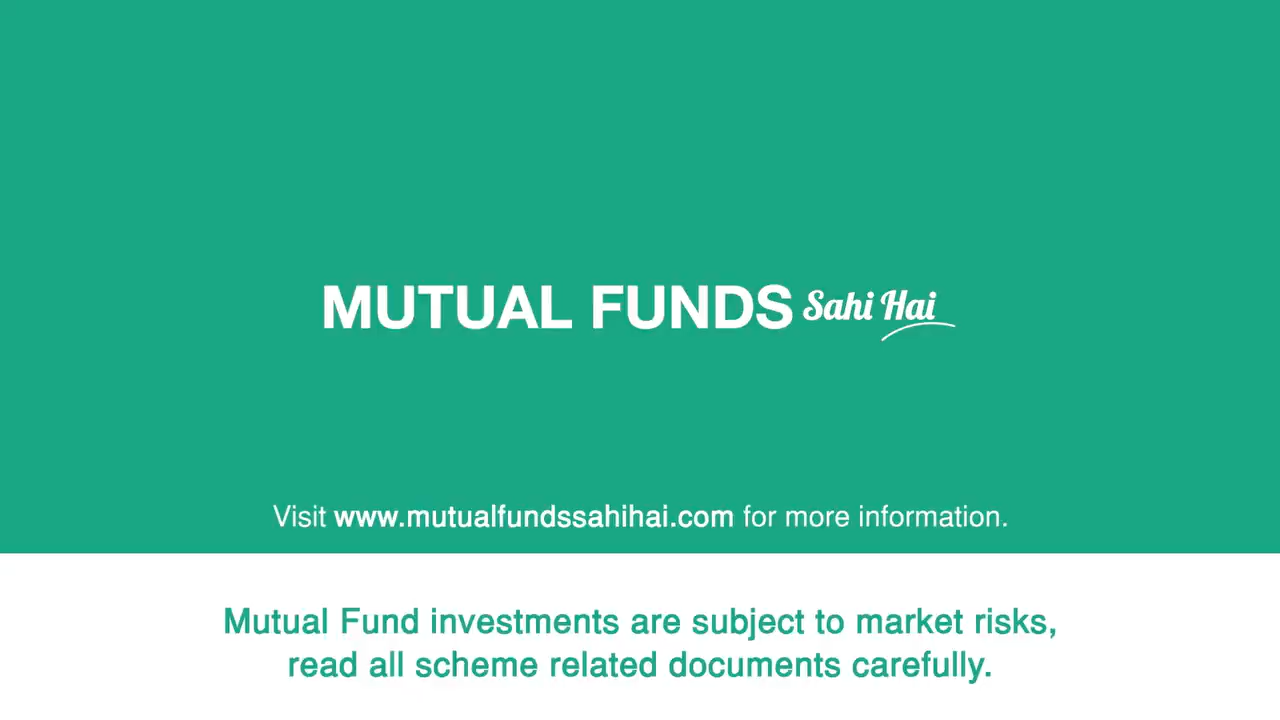 MUTUAL FUNDS Sahi Hai
Visit www.mutualfundssahihai.com for more information.
Mutual Fund investments are subject to market risks,
read all scheme related documents carefully.